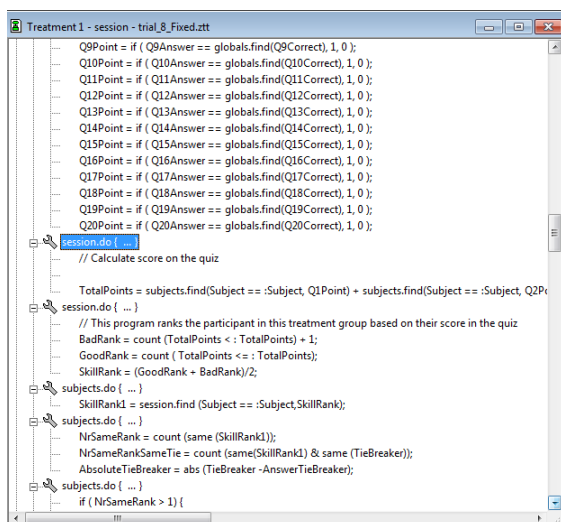 Treatment 1 - session - trial_8_Fixed.ztt
Q9Point = if ( Q9Answer == globals.find(Q9Correct), 1, 0 );
Q10Point = if ( Q10Answer == globals.find(Q10Correct), 1, 0 );
Q11Point = if ( Q11Answer == globals.find(Q11Correct), 1, 0 );
Q12Point = if ( Q12Answer == globals.find(Q12Correct), 1, 0 );
Q13Point = if ( Q13Answer == globals.find(Q13Correct), 1, 0 );
Q14Point = if ( Q14Answer == globals.find(Q14Correct), 1, 0 );
Q15Point = if ( Q15Answer == globals.find(Q15Correct), 1, 0 );
Q16Point = if ( Q16Answer == globals.find(Q16Correct), 1, 0 );
Q17Point = if ( Q17Answer == globals.find(Q17Correct), 1, 0 );
Q18Point = if ( Q18Answer == globals.find(Q18Correct), 1, 0 );
Q19Point = if ( Q19Answer == globals.find(Q19Correct), 1, 0 );
Q20Point = if ( Q20Answer == globals.find(Q20Correct), 1, 0 );
session.do { ... }
// Calculate score on the quiz
TotalPoints = subjects.find(Subject == :Subject, Q1Point) + subjects.find(Subject == :Subject, Q2Po
session.do { ... }
// This program ranks the participant in this treatment group based on their score in the quiz
BadRank = count (TotalPoints < : TotalPoints) + 1;
GoodRank = count ( TotalPoints <= : TotalPoints);
SkillRank = (GoodRank + BadRank)/2;
subjects.do { ... }
SkillRank1 = session.find (Subject == :Subject,SkillRank);
subjects.do { ... }
NrSameRank = count (same (SkillRank1));
NrSameRankSameTie = count (same(SkillRank1) & same (TieBreaker));
AbsoluteTieBreaker = abs (TieBreaker -AnswerTieBreaker);
subjects.do { ... }
if ( NrSameRank > 1) {